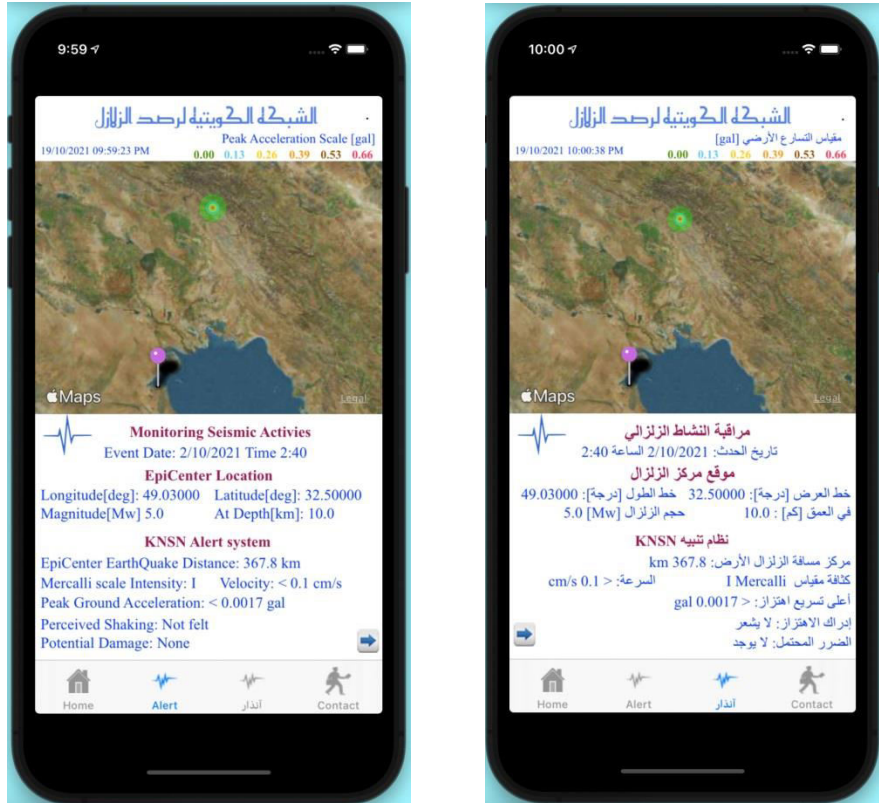 9:59
الشبكة الكويتية لرصد الزلازل
Peak Acceleration Scale [gal]
19/10/2021 09:59:23 PM
0.00 0.13 0.26 0.39 0.53 0.66
Maps
Legal
Monitoring Seismic Activies
Event Date: 2/10/2021 Time 2:40
EpiCenter Location
Longitude[deg]: 49.03000 Latitude[deg]: 32.50000
Magnitude[Mw] 5.0 At Depth[km]: 10.0
KNSN Alert system
EpiCenter EarthQuake Distance: 367.8 km
Mercalli scale Intensity: I Velocity: < 0.1 cm/s
Peak Ground Acceleration: < 0.0017 gal
Perceived Shaking: Not felt
Potential Damage: None
Home Alert آنذار Contact
10:00
الشبكة الكويتية لرصد الزلازل
مقياس التسارع الأرضي [gal]
19/10/2021 10:00:38 PM
0.00 0.13 0.26 0.39 0.53 0.66
Maps
Legal
مراقبة النشاط الزلزالي
تاريخ الحدث: 2/10/2021 الساعة 2:40
موقع مركز الزلزال
خط العرض [درجة]: 32.50000 خط الطول [درجة]: 49.03000
في العمق [كم] : 10.0 حجم الزلزال [Mw] 5.0
نظام تنبيه KNSN
مركز مسافة الزلزال الأرض: 367.8 km
كثافة مقياس I Mercalli السرعة: < 0.1 cm/s
أعلى تسريع اهتزاز: < 0.0017 gal
إدراك الاهتزاز: لا يشعر
الضرر المحتمل: لا يوجد
Home Alert آنذار Contact